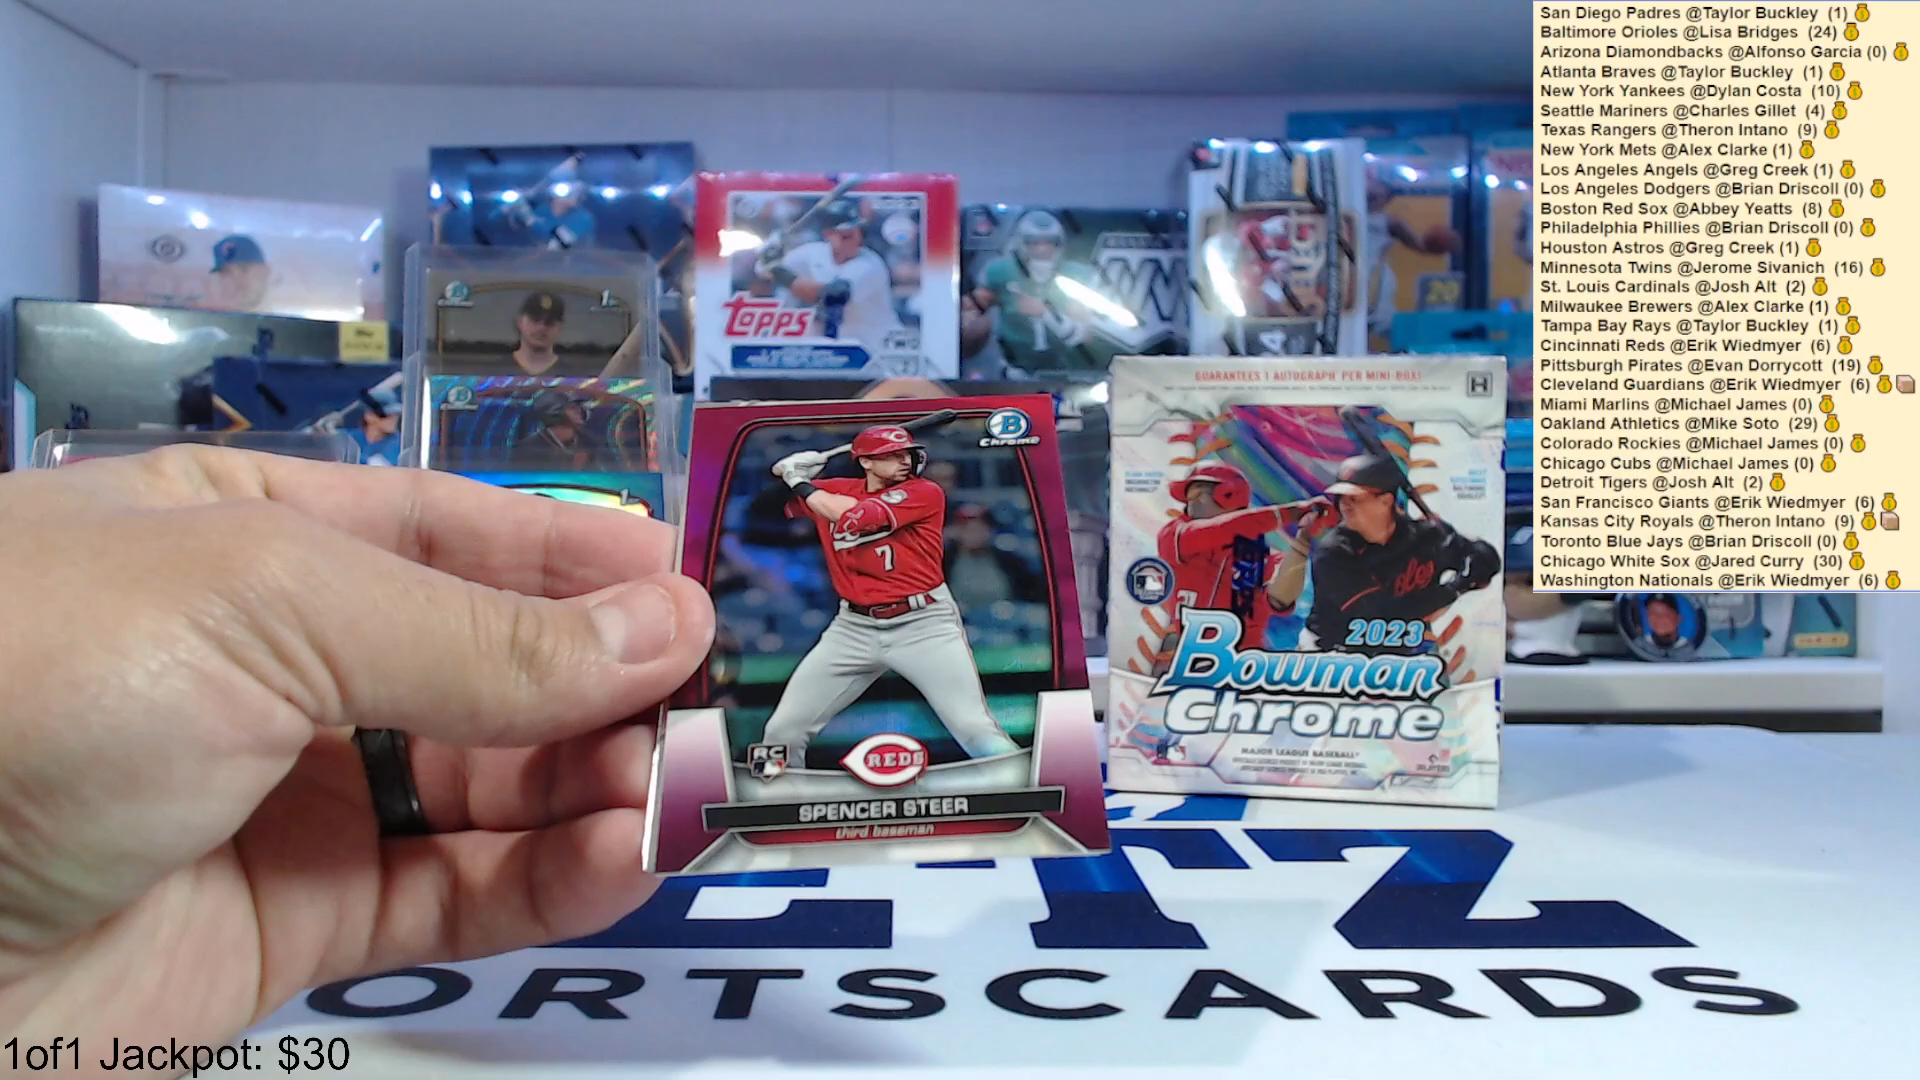 San Diego Padres @Taylor Buckley (1)
Baltimore Orioles @Lisa Bridges (24)
Arizona Diamondbacks @Alfonso Garcia (0)
Atlanta Braves @Taylor Buckley (1)
New York Yankees @Dylan Costa (10)
Seattle Mariners @Charles Gillet (4)
Texas Rangers @Theron Intano (9)
New York Mets @Alex Clarke (1)
Los Angeles Angels @Greg Creek (1)
Los Angeles Dodgers @Brian Driscoll (0)
Boston Red Sox @Abbey Yeatts (8)
Philadelphia Phillies @Brian Driscoll (0)
Houston Astros @Greg Creek (1)
Minnesota Twins @Jerome Sivanich (16)
St. Louis Cardinals @Josh Alt (2)
Milwaukee Brewers @Alex Clarke (1)
Tampa Bay Rays @Taylor Buckley (1)
Cincinnati Reds @Erik Wiedmyer (6)
Pittsburgh Pirates @Evan Dorrycott (19)
Cleveland Guardians @Erik Wiedmyer (6)
Miami Marlins @Michael James (0)
Oakland Athletics @Mike Soto (29)
Colorado Rockies @Michael James (0)
Chicago Cubs @Michael James (0)
Detroit Tigers @Josh Alt (2)
San Francisco Giants @Erik Wiedmyer (6)
Kansas City Royals @Theron Intano (9)
Toronto Blue Jays @Brian Driscoll (0)
Chicago White Sox @Jared Curry (30)
Washington Nationals @Erik Wiedmyer (6)
TOPPS
TWO
20
GUARANTEES 1 AUTOGRAPH PER MINI-BOX!
H
B
Chrome
7
RC
REDS
SPENCER STEER
third baseman
2023
Bowman
Chrome
MAJOR LEAGUE BASEBALL
ORTSCARDS
1of1 Jackpot: $30